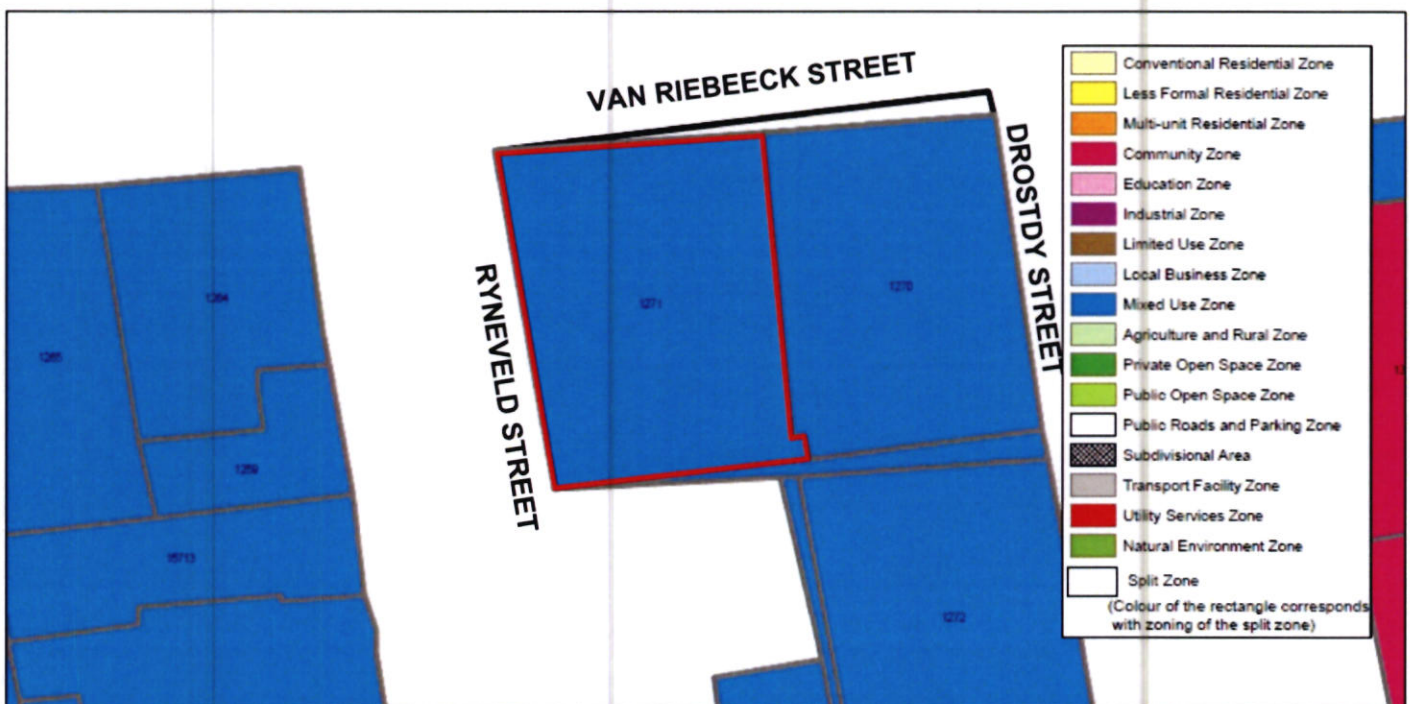 VAN RIEBEECK STREET
DROSTDY STREET
RYNEVELD STREET
1264
1265
1269
15713
1271
1270
1272
Conventional Residential Zone
Less Formal Residential Zone
Multi-unit Residential Zone
Community Zone
Education Zone
Industrial Zone
Limited Use Zone
Local Business Zone
Mixed Use Zone
Agriculture and Rural Zone
Private Open Space Zone
Public Open Space Zone
Public Roads and Parking Zone
Subdivisional Area
Transport Facility Zone
Utility Services Zone
Natural Environment Zone
Split Zone
(Colour of the rectangle corresponds
with zoning of the split zone)